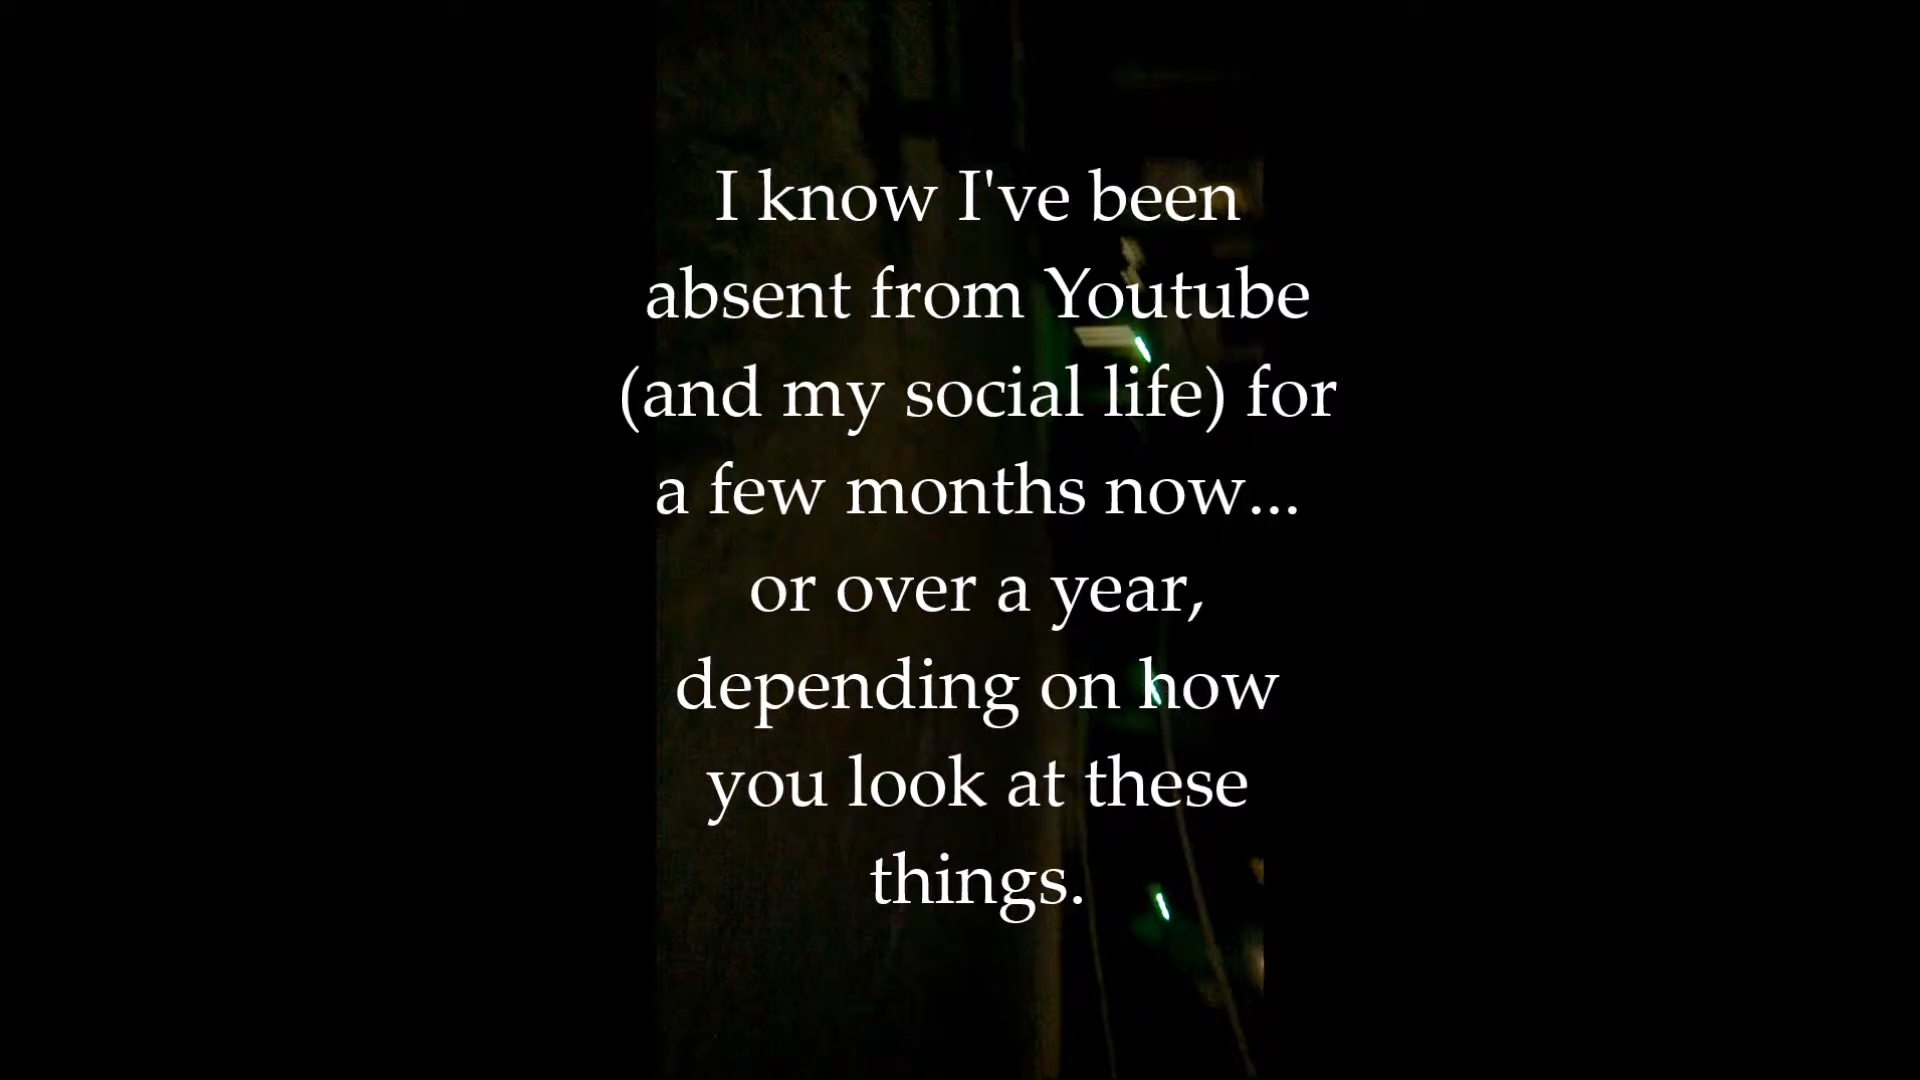 I know I've been
absent from Youtube
(and my social life) for
a few months now...
or over a year,
depending on how
you look at these
things.